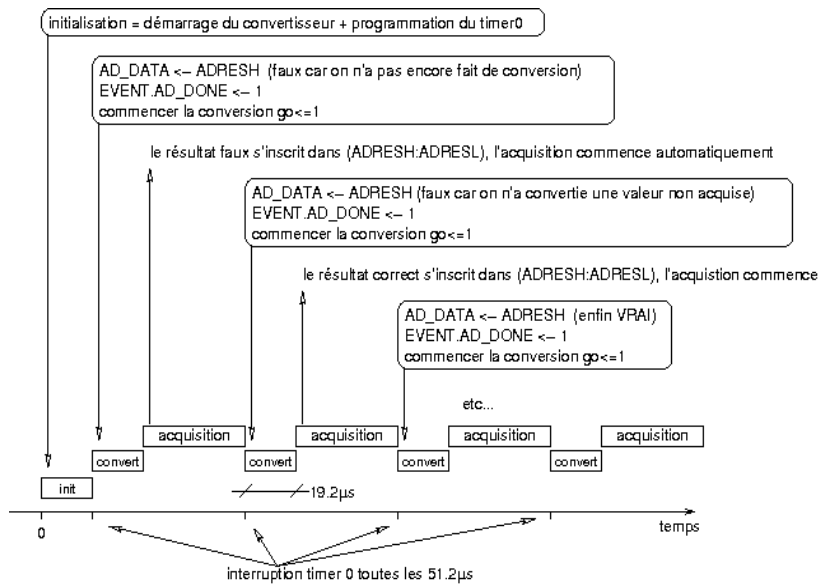 initialisation = démarrage du convertisseur + programmation du timer0
AD_DATA <– ADRESH (faux car on n'a pas encore fait de conversion)
EVENT.AD_DONE <– 1
commencer la conversion go<=1
le résultat faux s'inscrit dans (ADRESH:ADRESL), l'acquisition commence automatiquement
AD_DATA <– ADRESH (faux car on n'a convertie une valeur non acquise)
EVENT.AD_DONE <– 1
commencer la conversion go<=1
le résultat correct s'inscrit dans (ADRESH:ADRESL), l'acquistion commence
AD_DATA <– ADRESH (enfin VRAI)
EVENT.AD_DONE <– 1
commencer la conversion go<=1
etc...
acquisition acquisition acquisition acquisition
convert convert convert convert
init
19.2µs
0
temps
interruption timer 0 toutes les 51.2µs